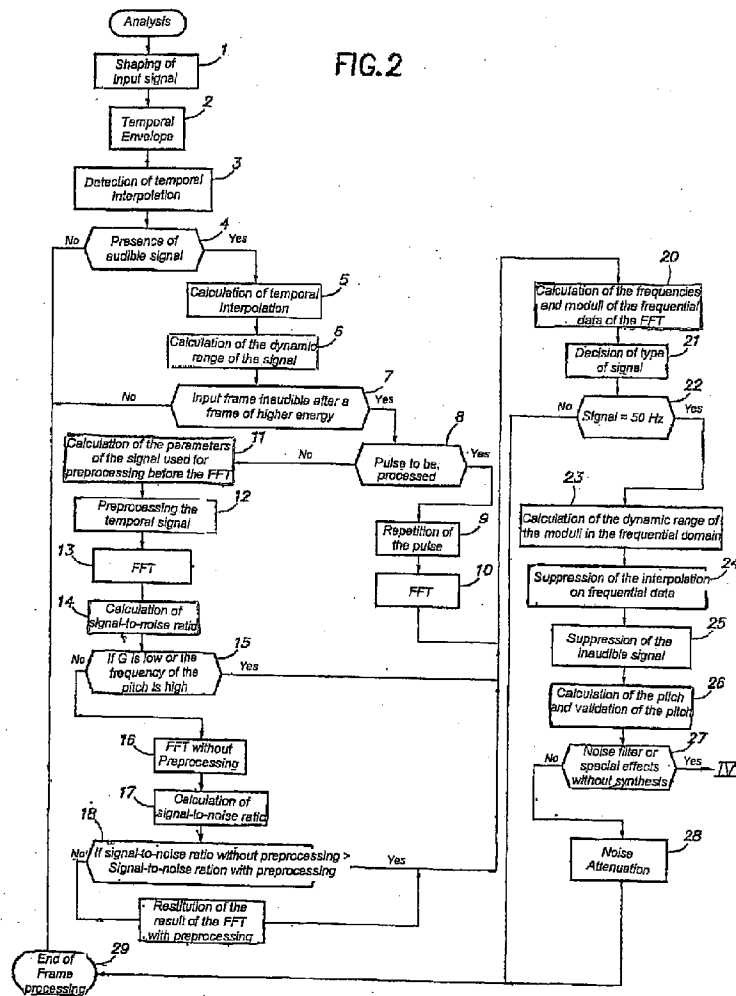 FIG.2
Analysis
1
Shaping of
Input signal
2
Temporal
Envelope
3
Detection of temporal
Interpolation
4
No
Presence of
audible signal
Yes
5
Calculation of temporal
Interpolation
6
Calculation of the dynamic
range of the signal
7
No
Input frame inaudible after a
frame of higher energy
Yes
8
No
Pulse to be
processed
Yes
9
Repetition of
the pulse
10
FFT
11
Calculation of the parameters
of the signal used for
preprocessing before the FFT
12
Preprocessing the
temporal signal
13
FFT
14
Calculation of
signal-to-noise ratio
15
No
If G is low or the
frequency of the
pitch is high
Yes
16
FFT without
Preprocessing
17
Calculation of
signal-to-noise ratio
18
No
If signal-to-noise ratio without preprocessing >
Signal-to-noise ration with preprocessing
Yes
Restitution of the
result of the FFT
with preprocessing
20
Calculation of the frequencies
and moduli of the frequential
data of the FFT
21
Decision of type
of signal
22
No
Signal = 50 Hz
Yes
23
Calculation of the dynamic range of
the moduli in the frequential domain
24
Suppression of the interpolation
on frequential data
25
Suppression of the
inaudible signal
26
Calculation of the pitch
and validation of the pitch
27
No
Noise filter or
special effects
without synthesis
Yes
IV
28
Noise
Attenuation
29
End of
Frame
processing